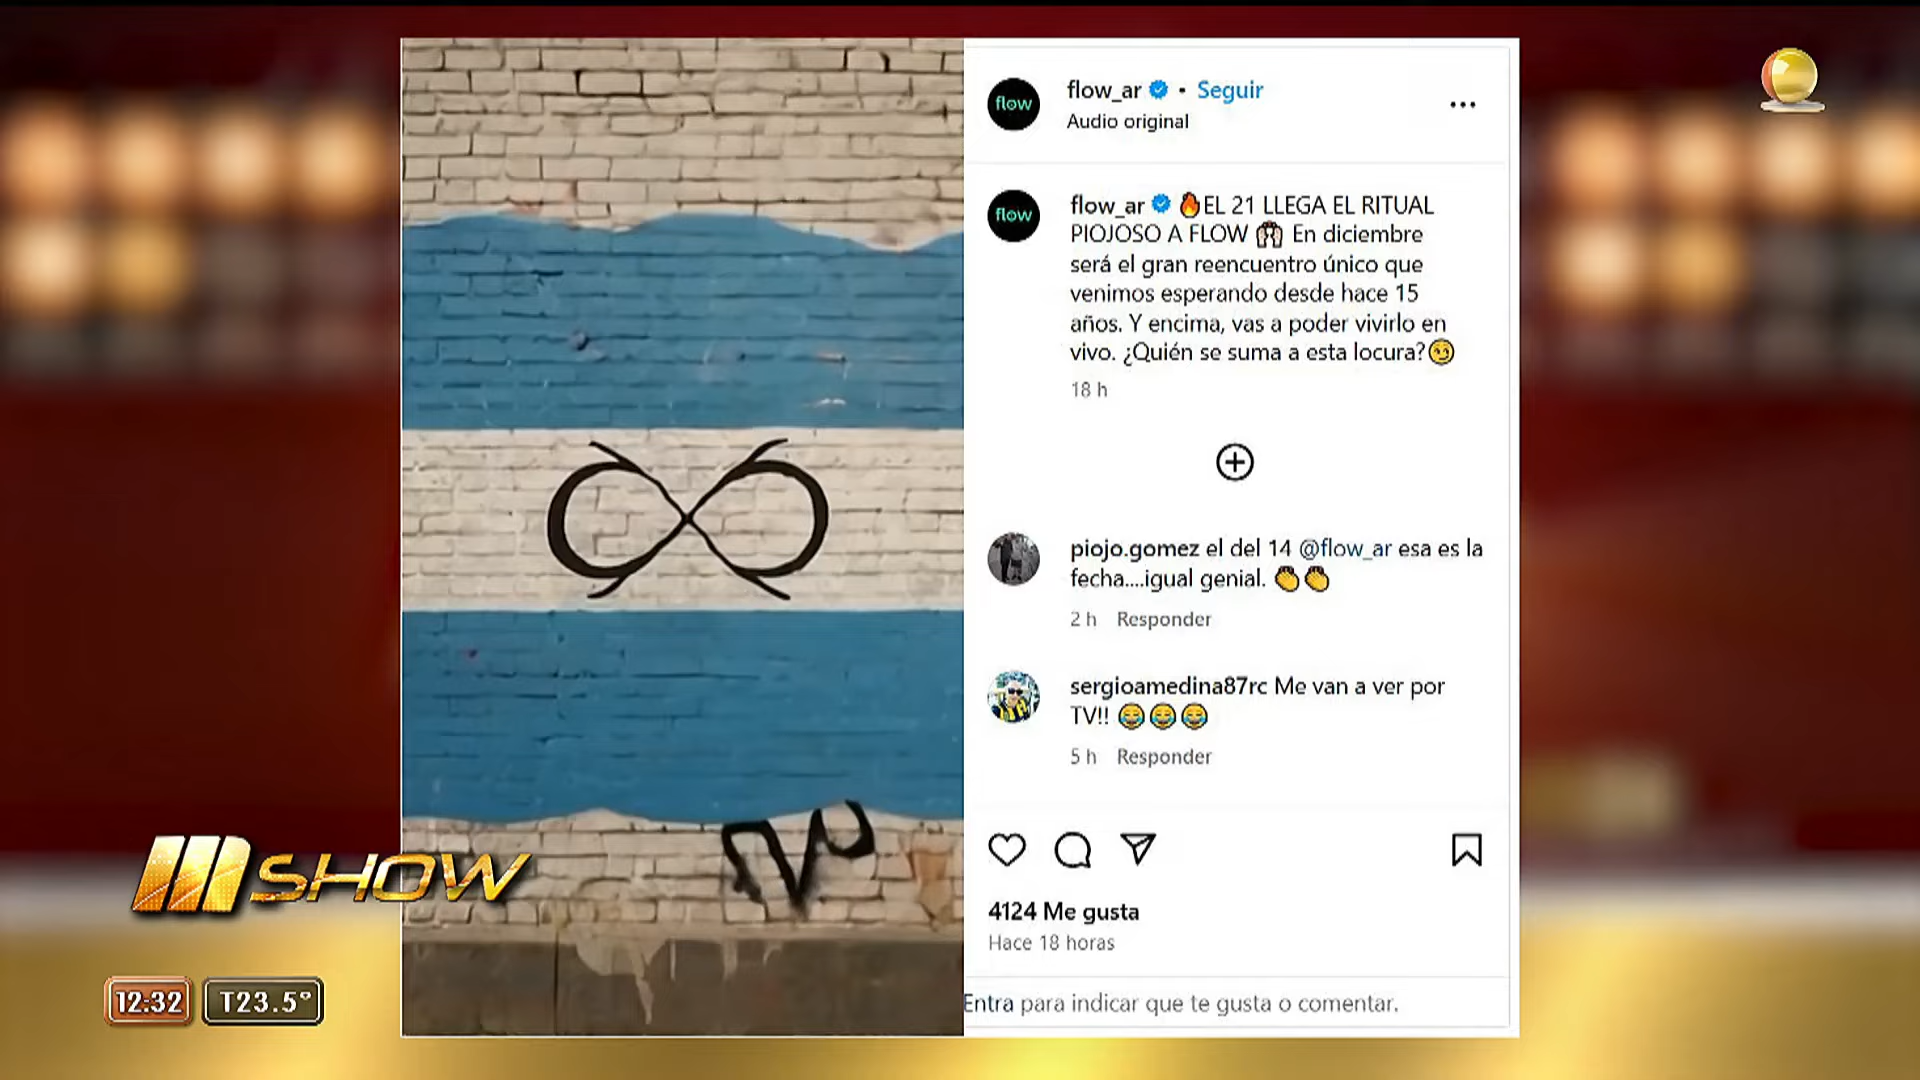 flow
flow_ar • Seguir
Audio original
flow
flow_ar 🔥EL 21 LLEGA EL RITUAL
PIOJOSO A FLOW 🙌 En diciembre
será el gran reencuentro único que
venimos esperando desde hace 15
años. Y encima, vas a poder vivirlo en
vivo. ¿Quién se suma a esta locura?😏
18 h
piojo.gomez el del 14 @flow_ar esa es la
fecha....igual genial. 👏👏
2 h Responder
sergioamedina87rc Me van a ver por
TV!! 😂😂😂
5 h Responder
4124 Me gusta
Hace 18 horas
Entra para indicar que te gusta o comentar.
SHOW
12:32 T23.5°